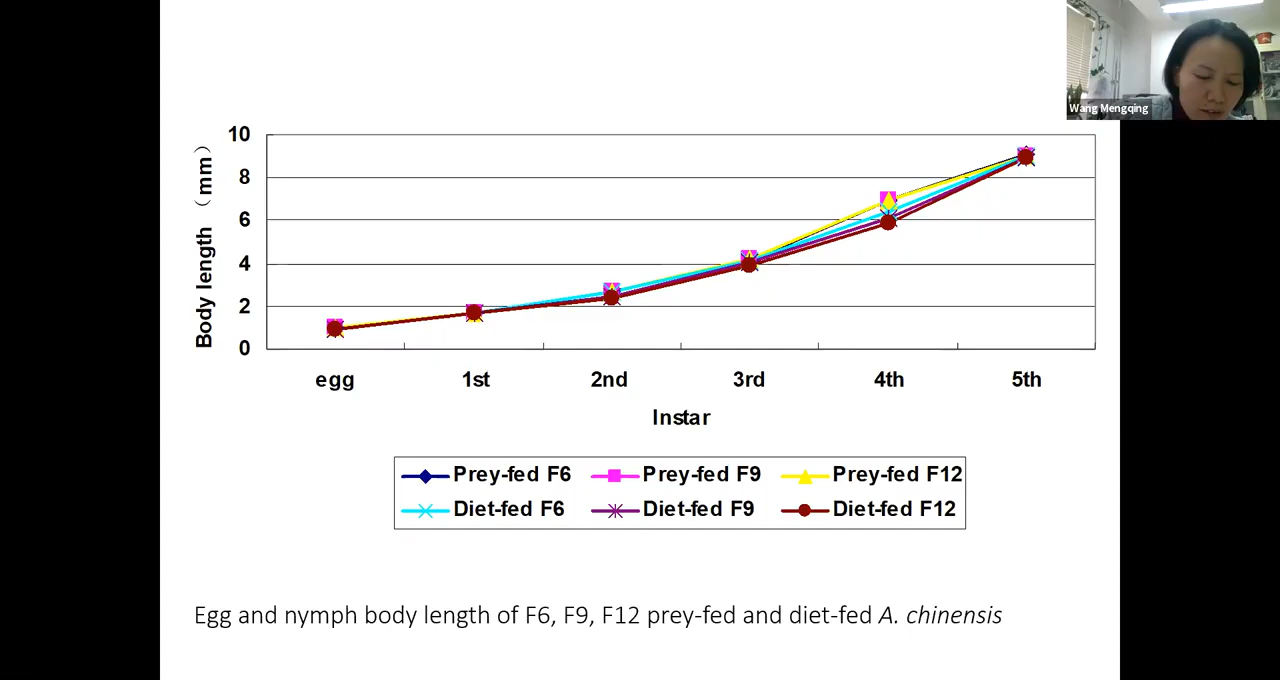 Wang Mengqing
10
8
6
4
2
0
Body length （mm）
egg 1st 2nd 3rd 4th 5th
Instar
Prey-fed F6 Prey-fed F9 Prey-fed F12
Diet-fed F6 Diet-fed F9 Diet-fed F12
Egg and nymph body length of F6, F9, F12 prey-fed and diet-fed A. chinensis